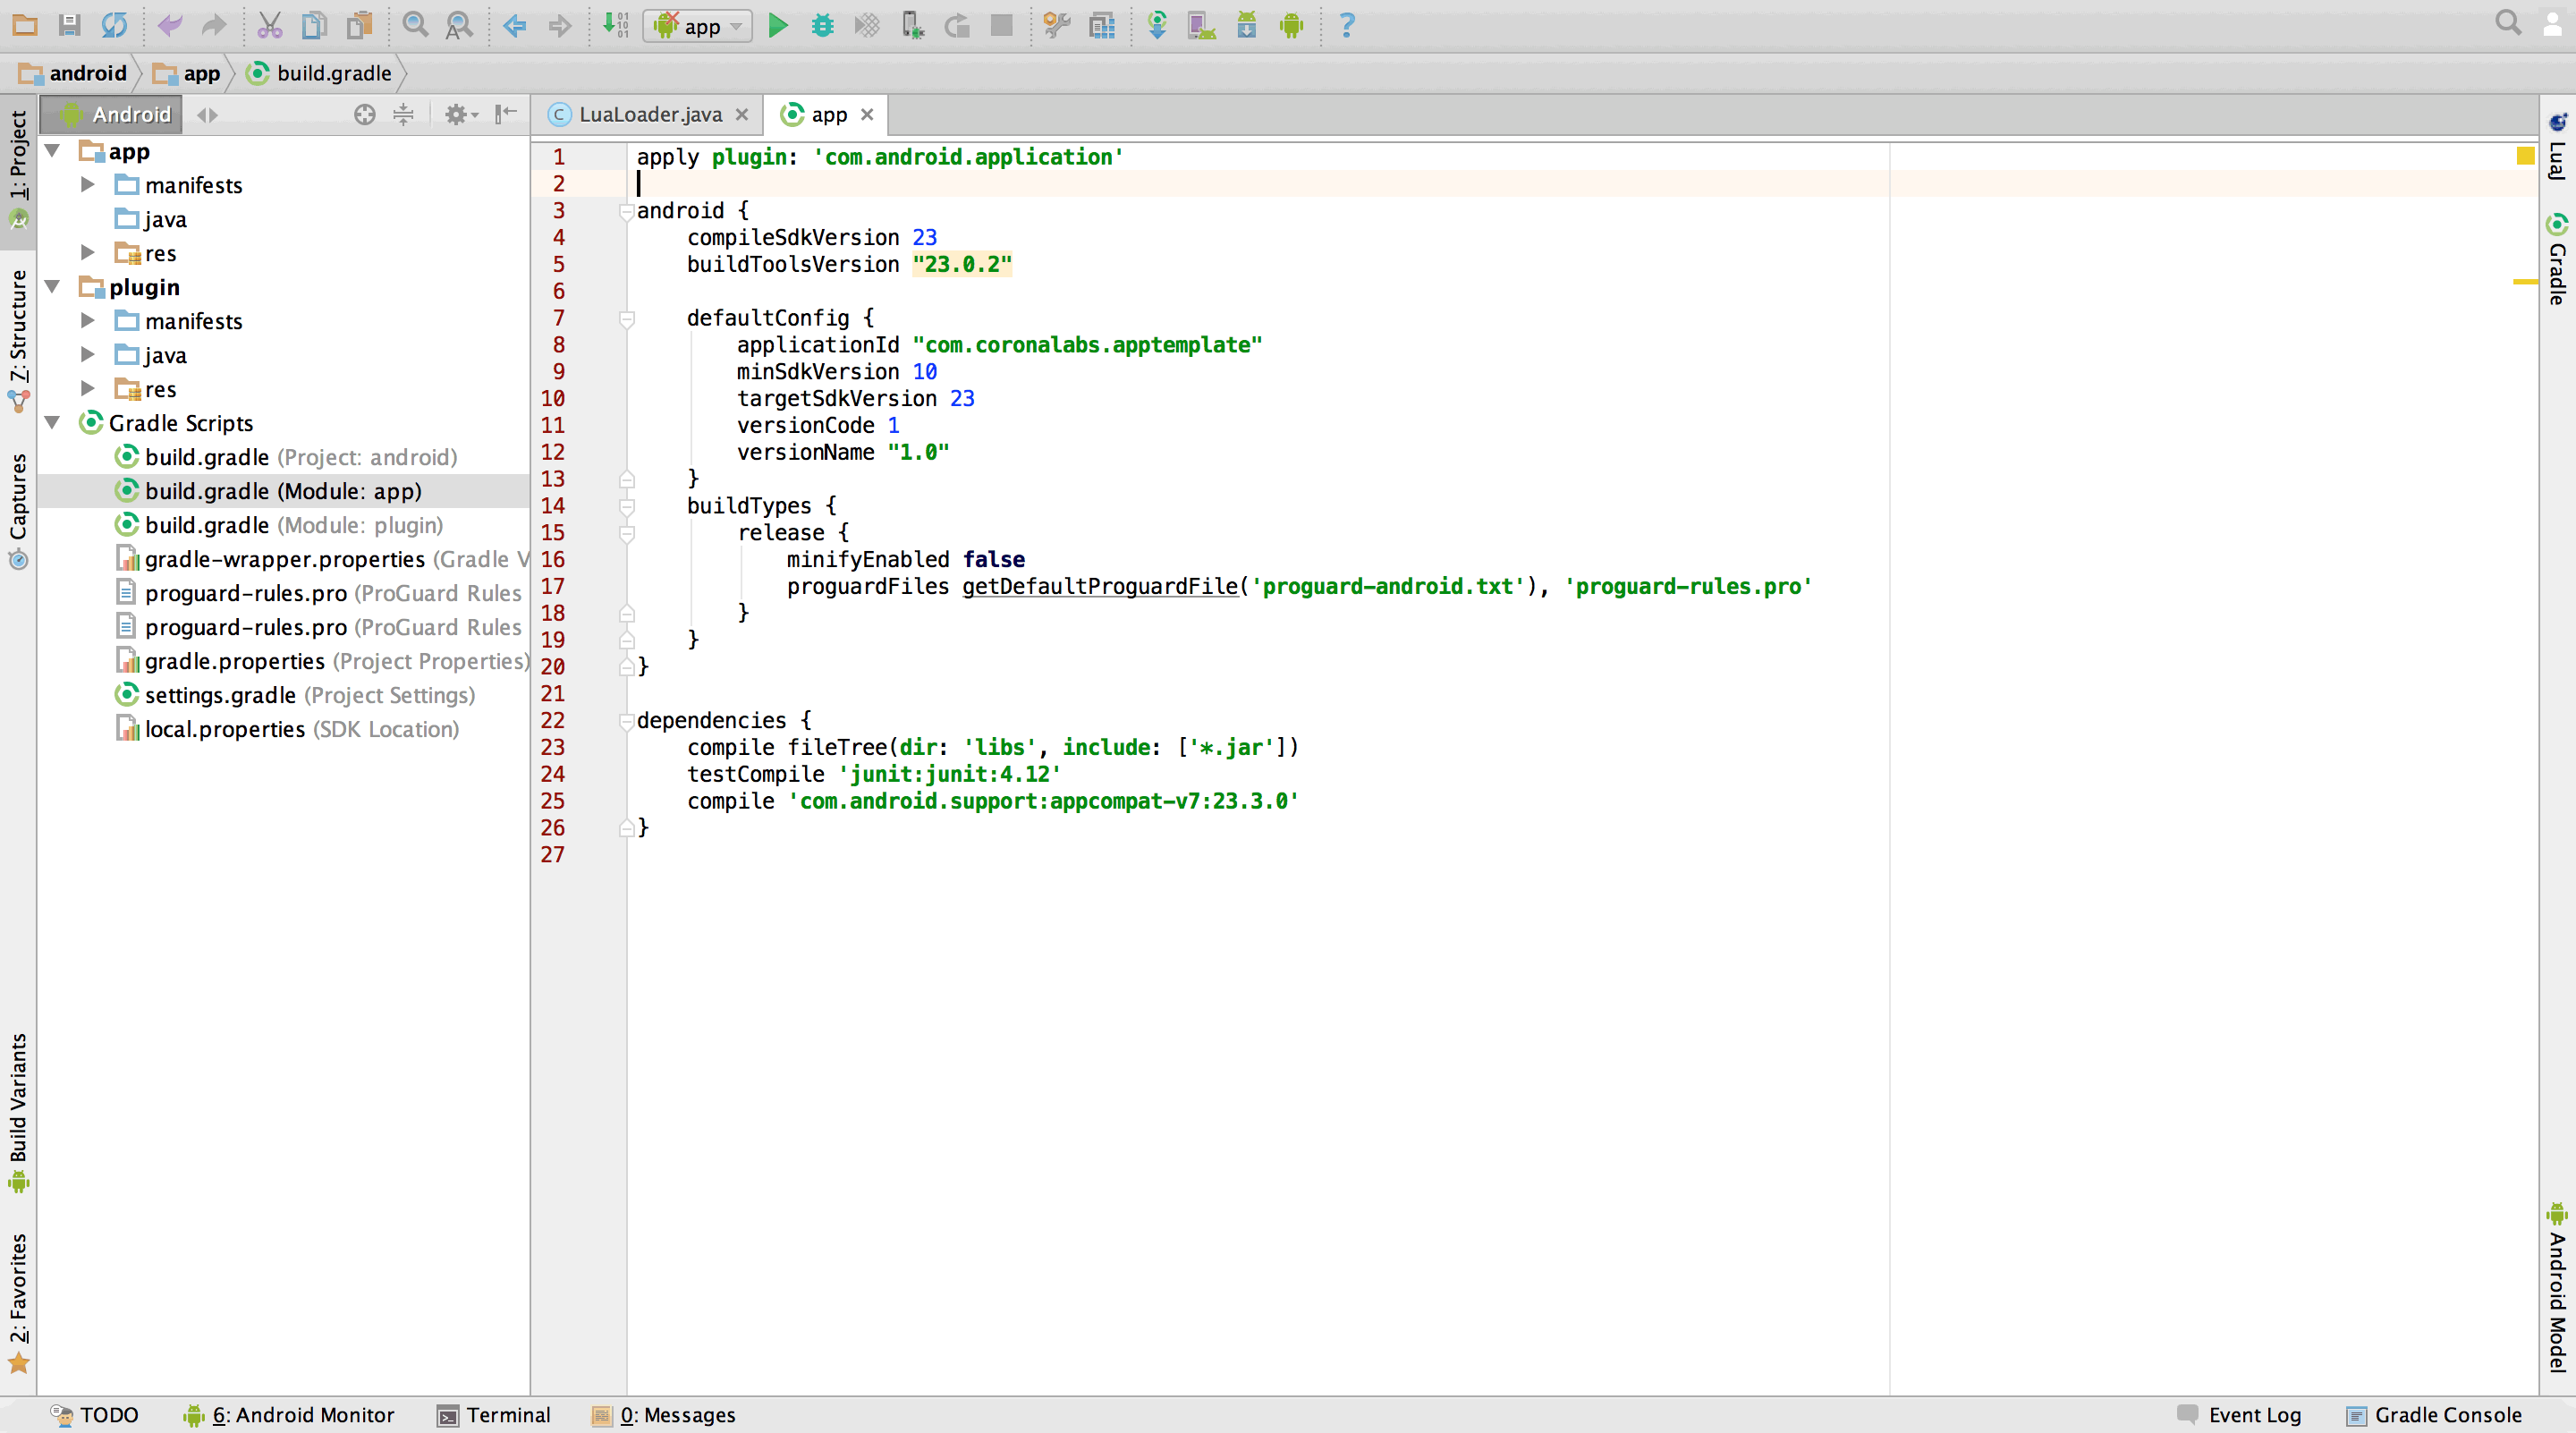 app
android
app
build.gradle
1: Project
7: Structure
Captures
Build Variants
2: Favorites
Android
app
manifests
java
res
plugin
manifests
java
res
Gradle Scripts
build.gradle (Project: android)
build.gradle (Module: app)
build.gradle (Module: plugin)
gradle-wrapper.properties (Gradle V
proguard-rules.pro (ProGuard Rules
proguard-rules.pro (ProGuard Rules
gradle.properties (Project Properties)
settings.gradle (Project Settings)
local.properties (SDK Location)
LuaLoader.java
app
1 apply plugin: 'com.android.application'
2
3 android {
4 compileSdkVersion 23
5 buildToolsVersion "23.0.2"
6
7 defaultConfig {
8 applicationId "com.coronalabs.apptemplate"
9 minSdkVersion 10
10 targetSdkVersion 23
11 versionCode 1
12 versionName "1.0"
13 }
14 buildTypes {
15 release {
16 minifyEnabled false
17 proguardFiles getDefaultProguardFile('proguard-android.txt'), 'proguard-rules.pro'
18 }
19 }
20 }
21
22 dependencies {
23 compile fileTree(dir: 'libs', include: ['*.jar'])
24 testCompile 'junit:junit:4.12'
25 compile 'com.android.support:appcompat-v7:23.3.0'
26 }
27
LuaJ
Gradle
Android Model
TODO
6: Android Monitor
Terminal
0: Messages
Event Log
Gradle Console